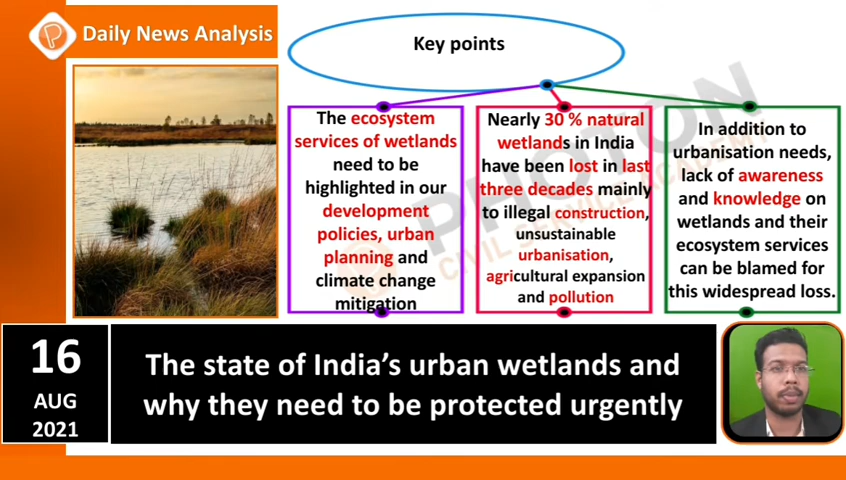 Daily News Analysis
Key points
The ecosystem
services of wetlands
need to be
highlighted in our
development
policies, urban
planning and
climate change
mitigation
Nearly 30 % natural
wetlands in India
have been lost in last
three decades mainly
to illegal construction,
unsustainable
urbanisation,
agricultural expansion
and pollution
In addition to
urbanisation needs,
lack of awareness
and knowledge on
wetlands and their
ecosystem services
can be blamed for
this widespread loss.
PHOTON
CIVIL SERVICE ACADEMY
16
AUG
2021
The state of India's urban wetlands and
why they need to be protected urgently